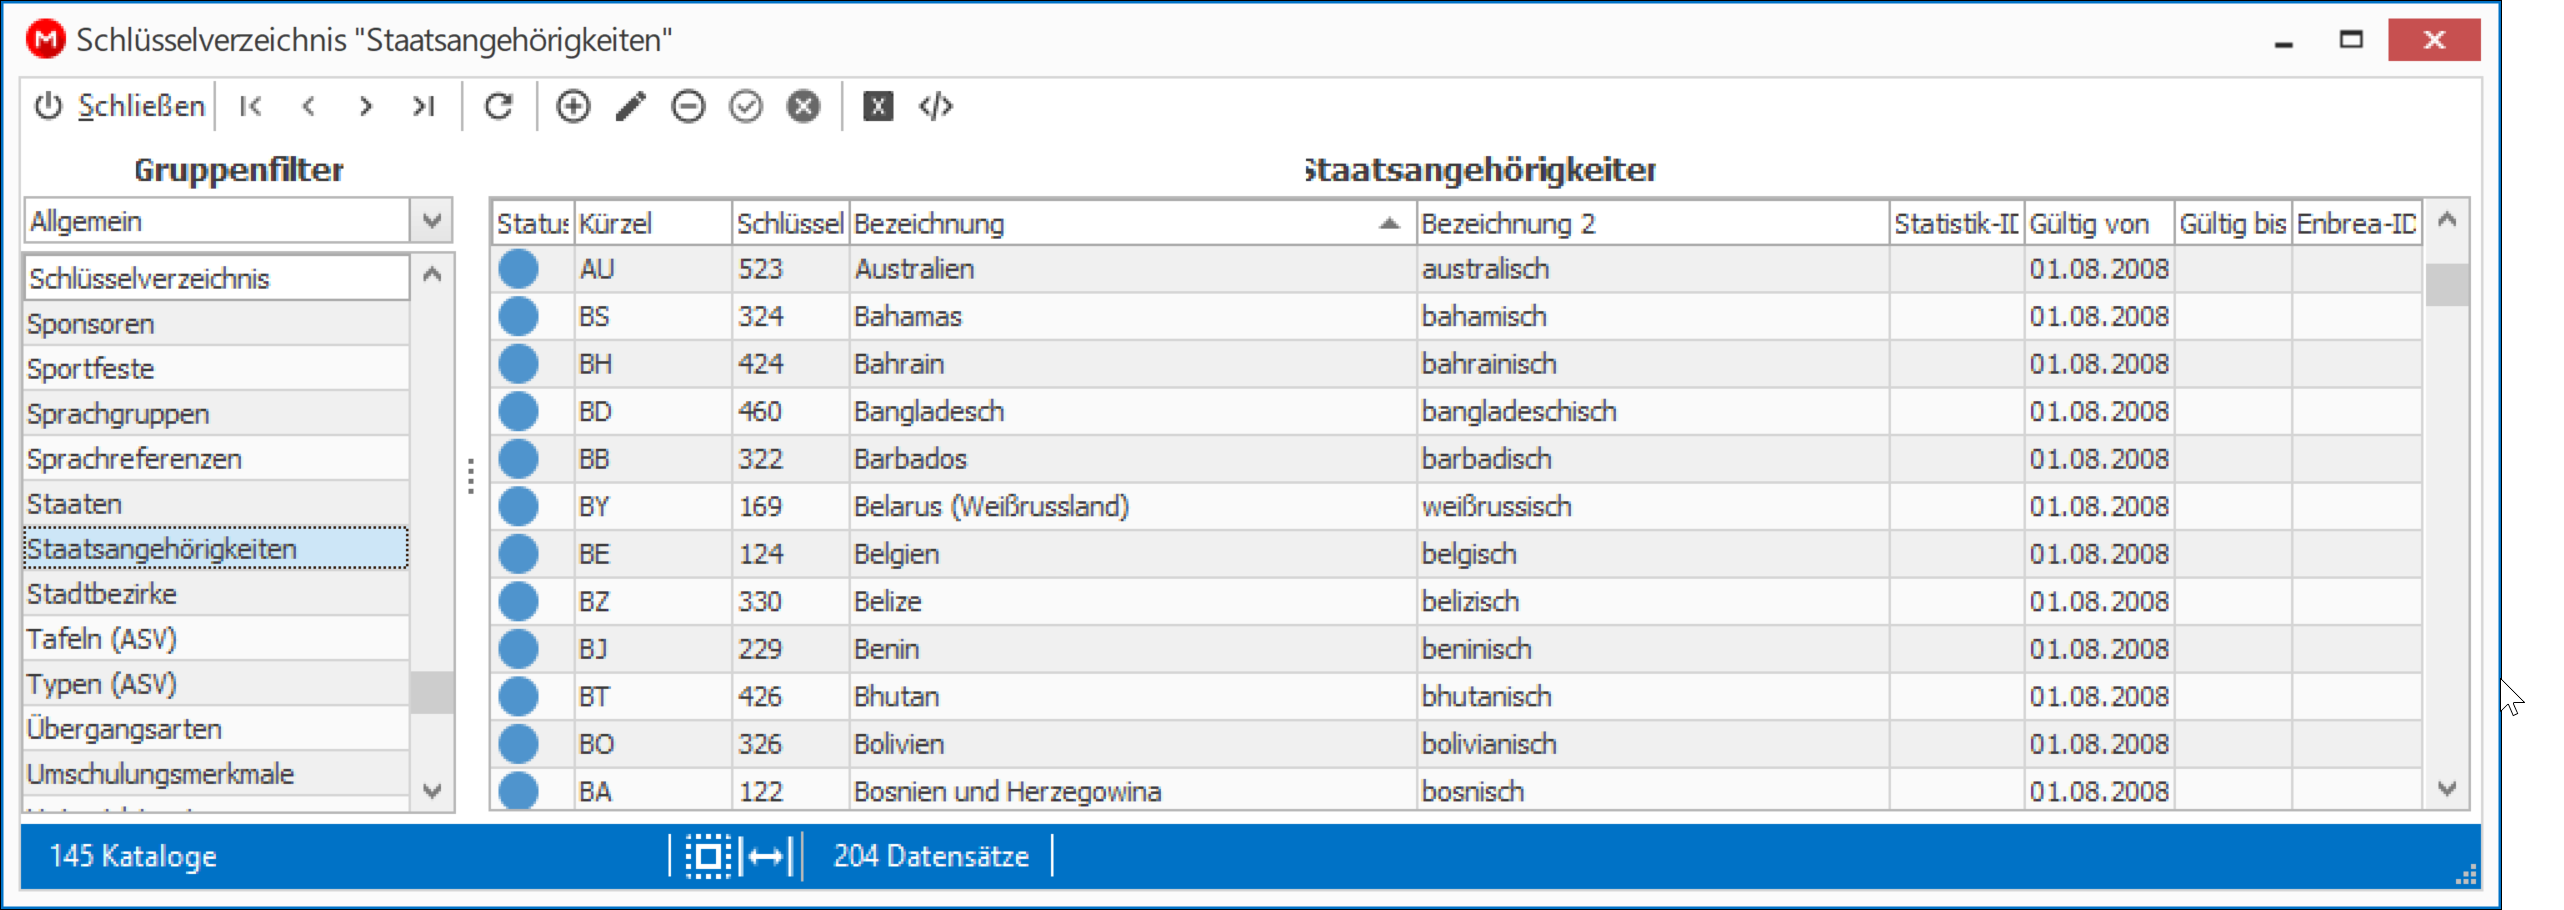 Schlüsselverzeichnis "Staatsangehörigkeiten"
Schließen
Gruppenfilter
Allgemein
Schlüsselverzeichnis
Sponsoren
Sportfeste
Sprachgruppen
Sprachreferenzen
Staaten
Staatsangehörigkeiten
Stadtbezirke
Tafeln (ASV)
Typen (ASV)
Übergangsarten
Umschulungsmerkmale
Staatsangehörigkeiten
Status Kürzel Schlüssel Bezeichnung Bezeichnung 2 Statistik-ID Gültig von Gültig bis Enbrea-ID
AU 523 Australien australisch 01.08.2008
BS 324 Bahamas bahamisch 01.08.2008
BH 424 Bahrain bahrainisch 01.08.2008
BD 460 Bangladesch bangladeschisch 01.08.2008
BB 322 Barbados barbadisch 01.08.2008
BY 169 Belarus (Weißrussland) weißrussisch 01.08.2008
BE 124 Belgien belgisch 01.08.2008
BZ 330 Belize belizisch 01.08.2008
BJ 229 Benin beninisch 01.08.2008
BT 426 Bhutan bhutanisch 01.08.2008
BO 326 Bolivien bolivianisch 01.08.2008
BA 122 Bosnien und Herzegowina bosnisch 01.08.2008
145 Kataloge
204 Datensätze